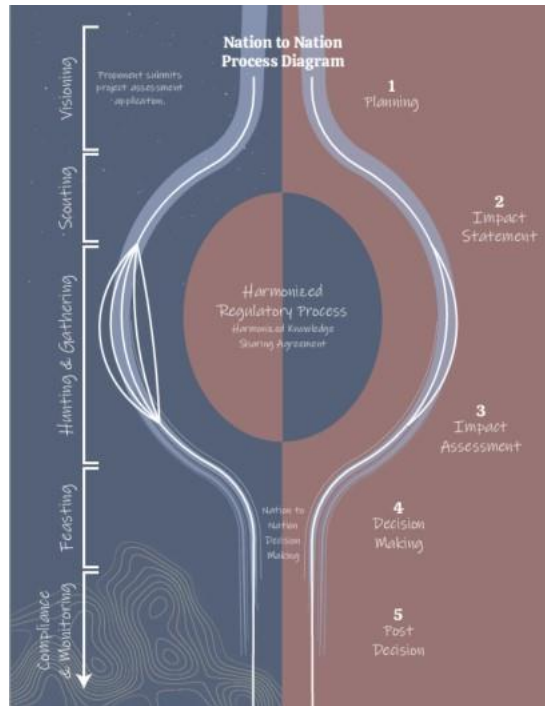 Nation to Nation
Process Diagram
Visioning
Proponent submits
project assessment
application.
1
Planning
Scouting
2
Impact
Statement
Hunting & Gathering
Harmonized
Regulatory Process
Harmonized Knowledge
Sharing Agreement
3
Impact
Assessment
Feasting
Nation to
Nation
Decision
Making
4
Decision
Making
Compliance
& Monitoring
5
Post
Decision